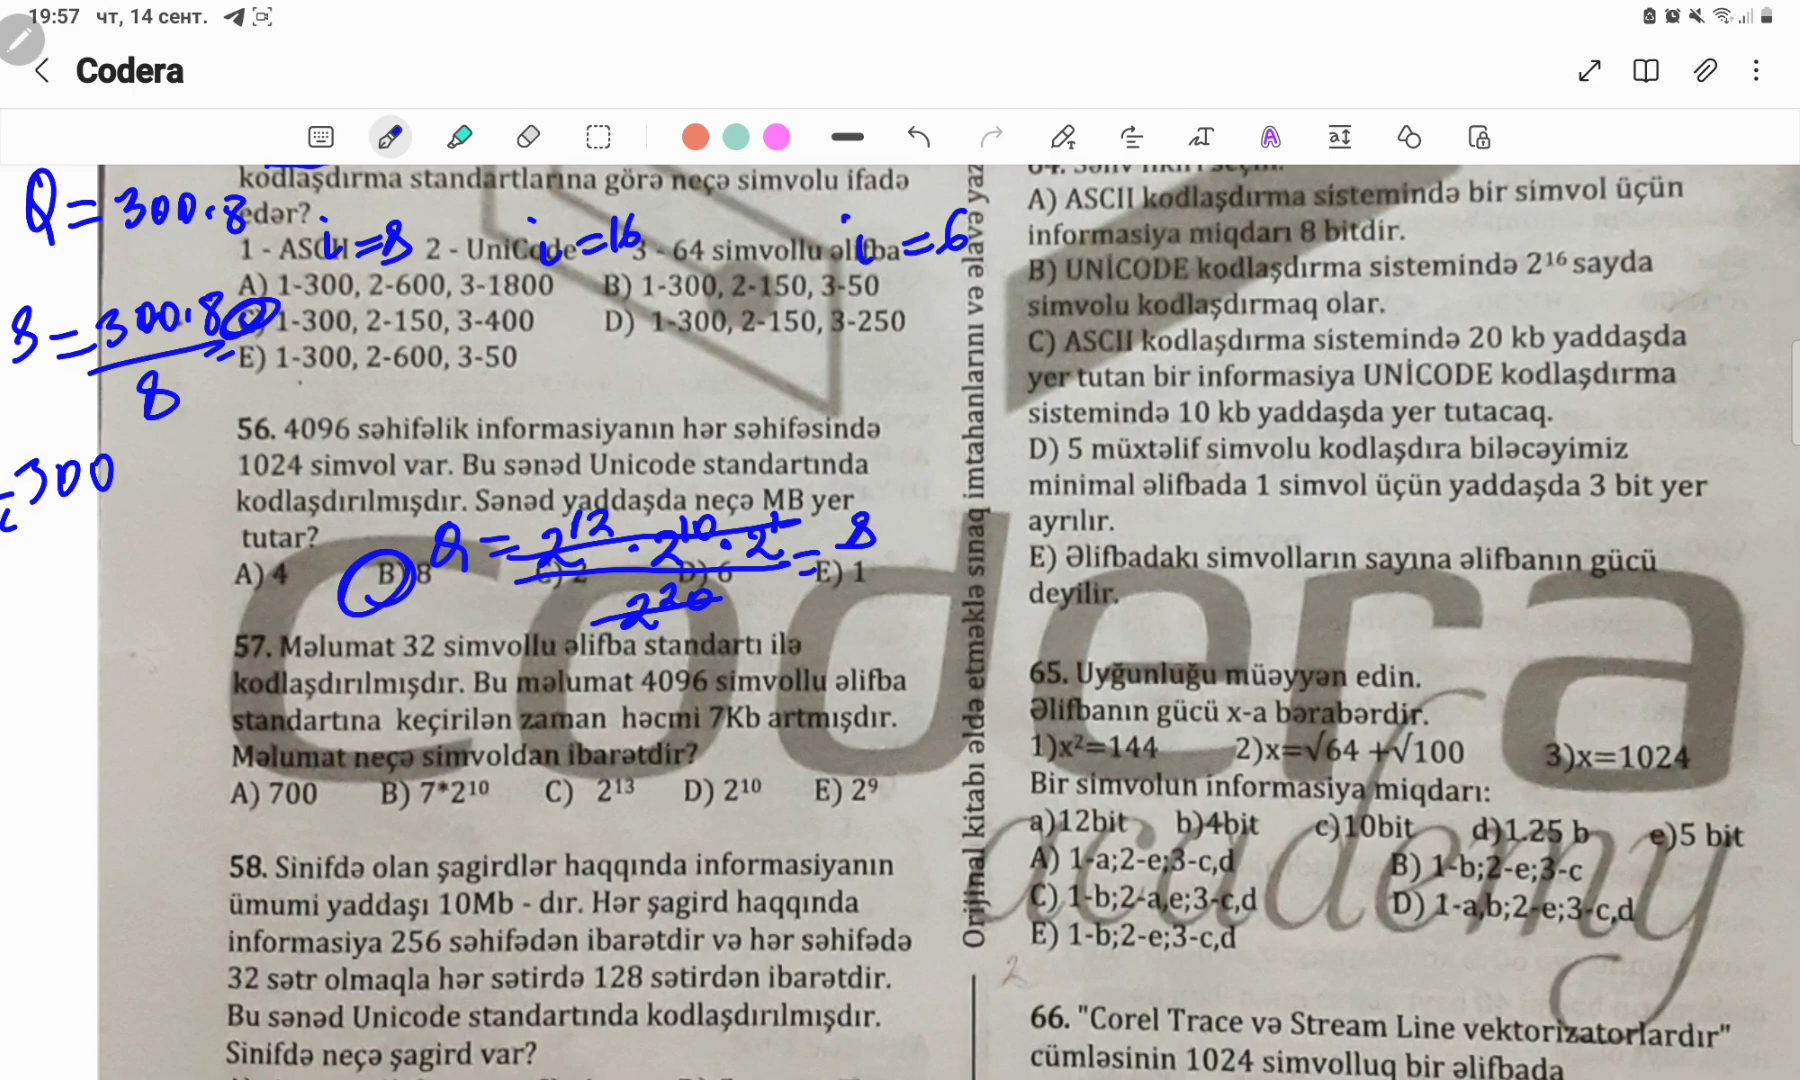 19:57 чт, 14 сент.
Codera
kodlaşdırma standartlarına görə neçə simvolu ifadə
edər?
1 - ASCII 2 - UniCode 3 - 64 simvollu əlifba
A) 1-300, 2-600, 3-1800 B) 1-300, 2-150, 3-50
C) 1-300, 2-150, 3-400 D) 1-300, 2-150, 3-250
E) 1-300, 2-600, 3-50
Q = 300·8
i = 8 i = 16 i = 6
300·8
8
=
300
56. 4096 səhifəlik informasiyanın hər səhifəsində
1024 simvol var. Bu sənəd Unicode standartında
kodlaşdırılmışdır. Sənəd yaddaşda neçə MB yer
tutar?
Q = 2¹² · 2¹⁰ · 2¹ = 8
2²⁰
A) 4 B) 8 C) 2 D) 6 E) 1
57. Məlumat 32 simvollu əlifba standartı ilə
kodlaşdırılmışdır. Bu məlumat 4096 simvollu əlifba
standartına keçirilən zaman həcmi 7Kb artmışdır.
Məlumat neçə simvoldan ibarətdir?
A) 700 B) 7*2¹⁰ C) 2¹³ D) 2¹⁰ E) 2⁹
58. Sinifdə olan şagirdlər haqqında informasiyanın
ümumi yaddaşı 10Mb - dır. Hər şagird haqqında
informasiya 256 səhifədən ibarətdir və hər səhifədə
32 sətr olmaqla hər sətirdə 128 sətirdən ibarətdir.
Bu sənəd Unicode standartında kodlaşdırılmışdır.
Sinifdə neçə şagird var?
Orijinal kitabı əldə etməklə sınaq imtahanlarını və əlavə yaz
A) ASCII kodlaşdırma sistemində bir simvol üçün
informasiya miqdarı 8 bitdir.
B) UNİCODE kodlaşdırma sistemində 2¹⁶ sayda
simvolu kodlaşdırmaq olar.
C) ASCII kodlaşdırma sistemində 20 kb yaddaşda
yer tutan bir informasiya UNİCODE kodlaşdırma
sistemində 10 kb yaddaşda yer tutacaq.
D) 5 müxtəlif simvolu kodlaşdıra biləcəyimiz
minimal əlifbada 1 simvol üçün yaddaşda 3 bit yer
ayrılır.
E) Əlifbadakı simvolların sayına əlifbanın gücü
deyilir.
65. Uyğunluğu müəyyən edin.
Əlifbanın gücü x-a bərabərdir.
1)x²=144 2)x=√64 +√100 3)x=1024
Bir simvolun informasiya miqdarı:
a)12bit b)4bit c)10bit d)1.25 b e)5 bit
A) 1-a;2-e;3-c,d B) 1-b;2-e;3-c
C) 1-b;2-a,e;3-c,d D) 1-a,b;2-e;3-c,d
E) 1-b;2-e;3-c,d
2
66. "Corel Trace və Stream Line vektorizatorlardır"
cümləsinin 1024 simvolluq bir əlifbada
Codera
academy